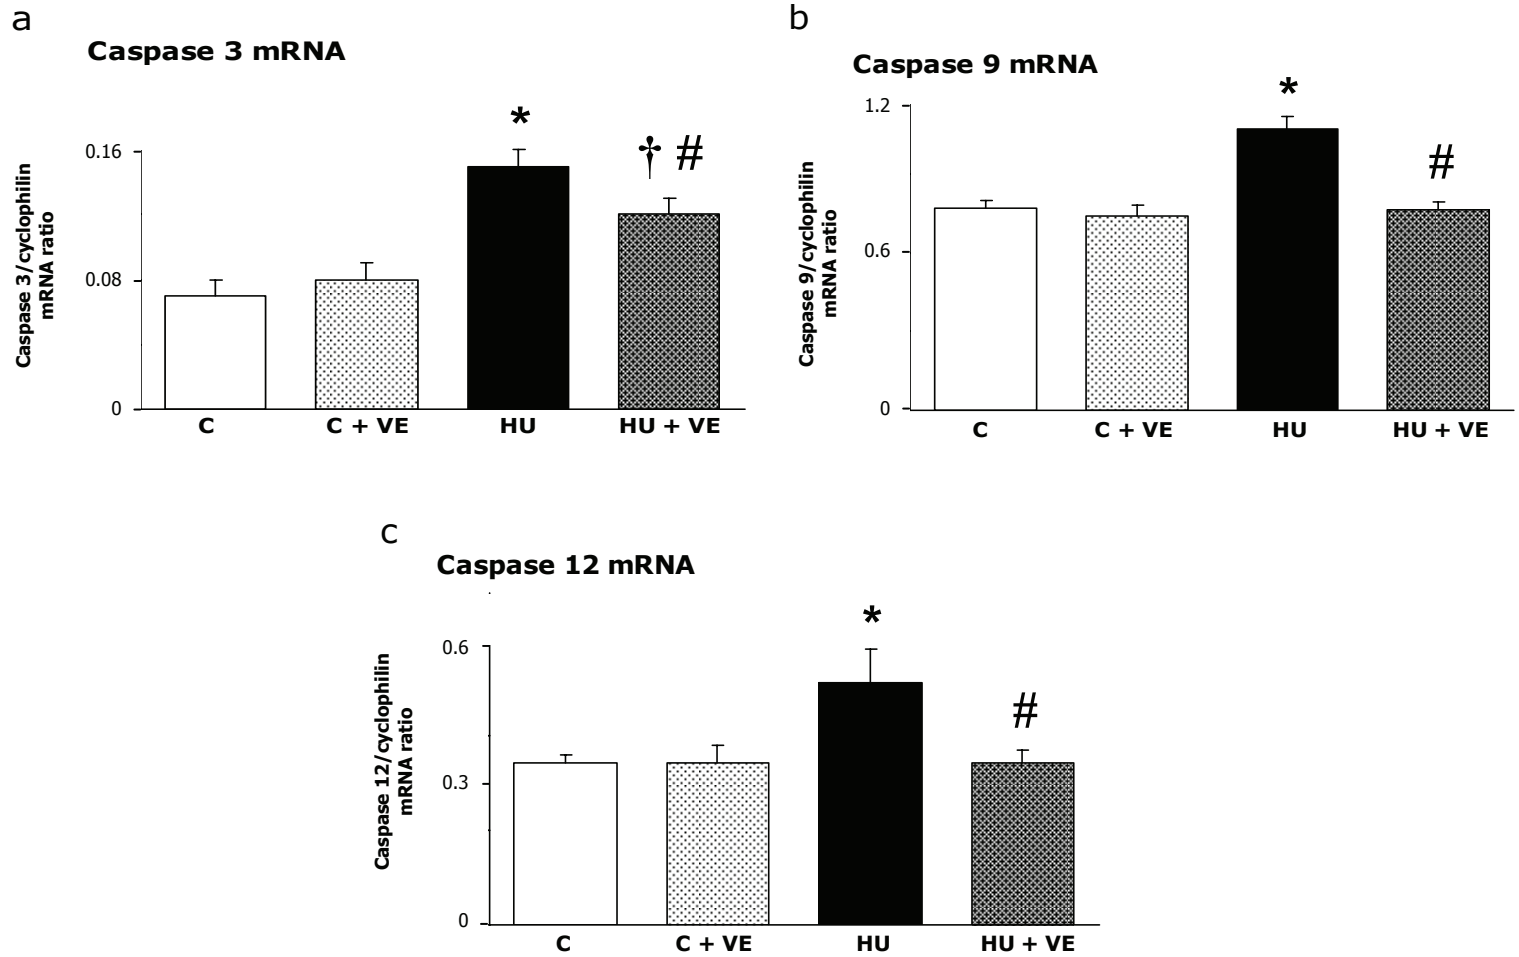 a
Caspase 3 mRNA
Caspase 3/cyclophilin
mRNA ratio
0.16
0.08
0
*
† #
C
C + VE
HU
HU + VE
b
Caspase 9 mRNA
Caspase 9/cyclophilin
mRNA ratio
1.2
0.6
0
*
#
C
C + VE
HU
HU + VE
c
Caspase 12 mRNA
Caspase 12/cyclophilin
mRNA ratio
0.6
0.3
0
*
#
C
C + VE
HU
HU + VE